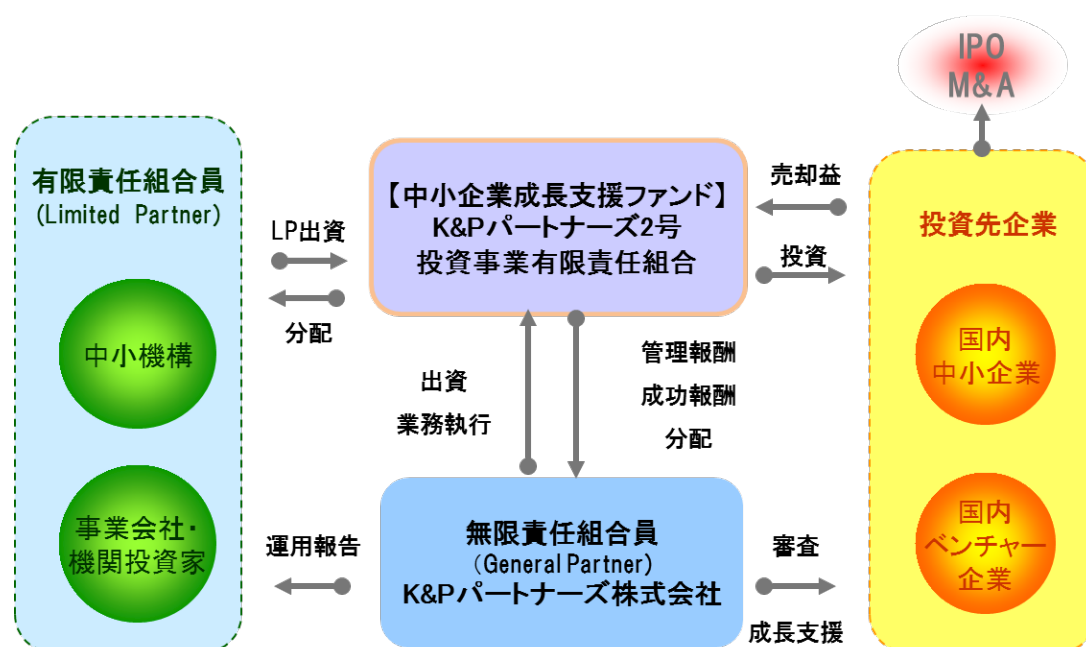 IPO
M&A
有限責任組合員
(Limited Partner)
中小機構
事業会社・
機関投資家
LP出資
分配
【中小企業成長支援ファンド】
K&Pパートナーズ2号
投資事業有限責任組合
売却益
投資
出資
業務執行
管理報酬
成功報酬
分配
運用報告
無限責任組合員
(General Partner)
K&Pパートナーズ株式会社
審査
成長支援
投資先企業
国内
中小企業
国内
ベンチャー
企業